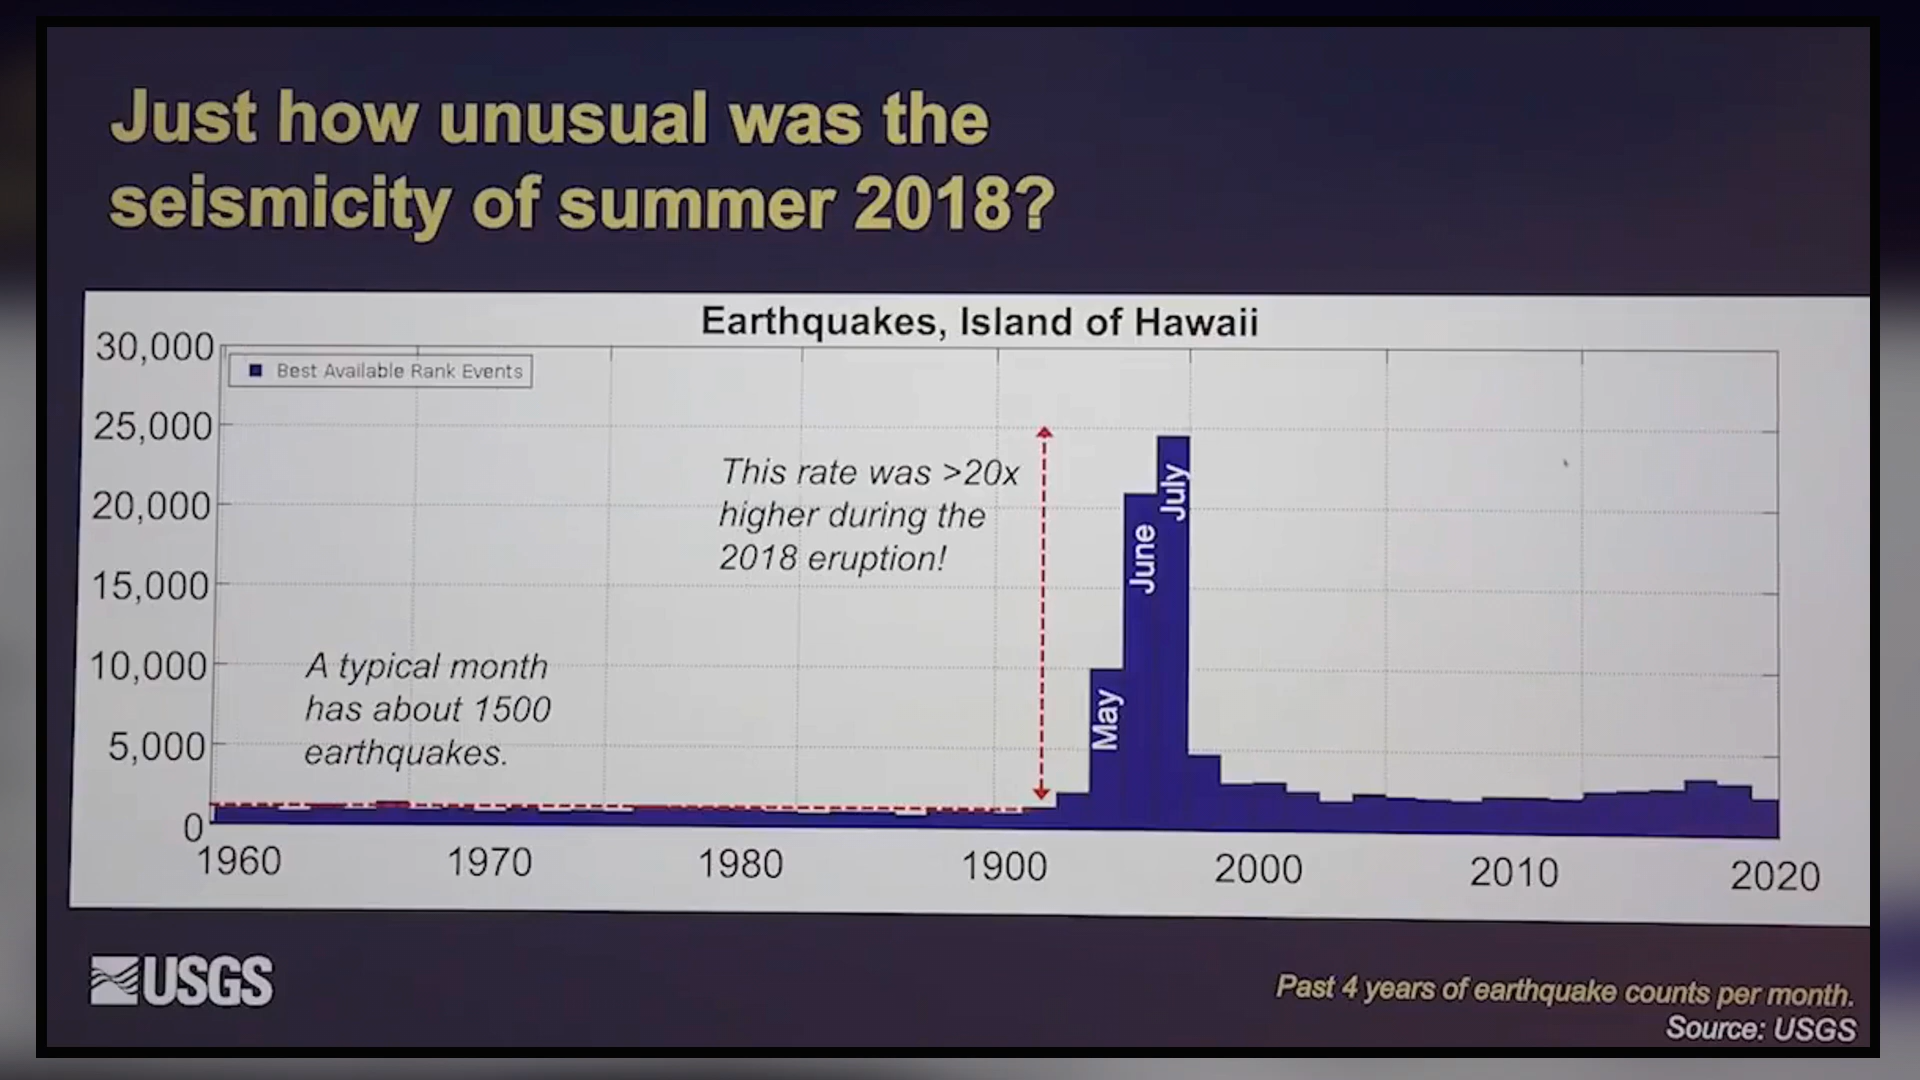 Just how unusual was the
seismicity of summer 2018?
Earthquakes, Island of Hawaii
Best Available Rank Events
30,000
25,000
20,000
15,000
10,000
5,000
0
This rate was >20x
higher during the
2018 eruption!
A typical month
has about 1500
earthquakes.
May
June
July
1960 1970 1980 1900 2000 2010 2020
USGS
Past 4 years of earthquake counts per month.
Source: USGS